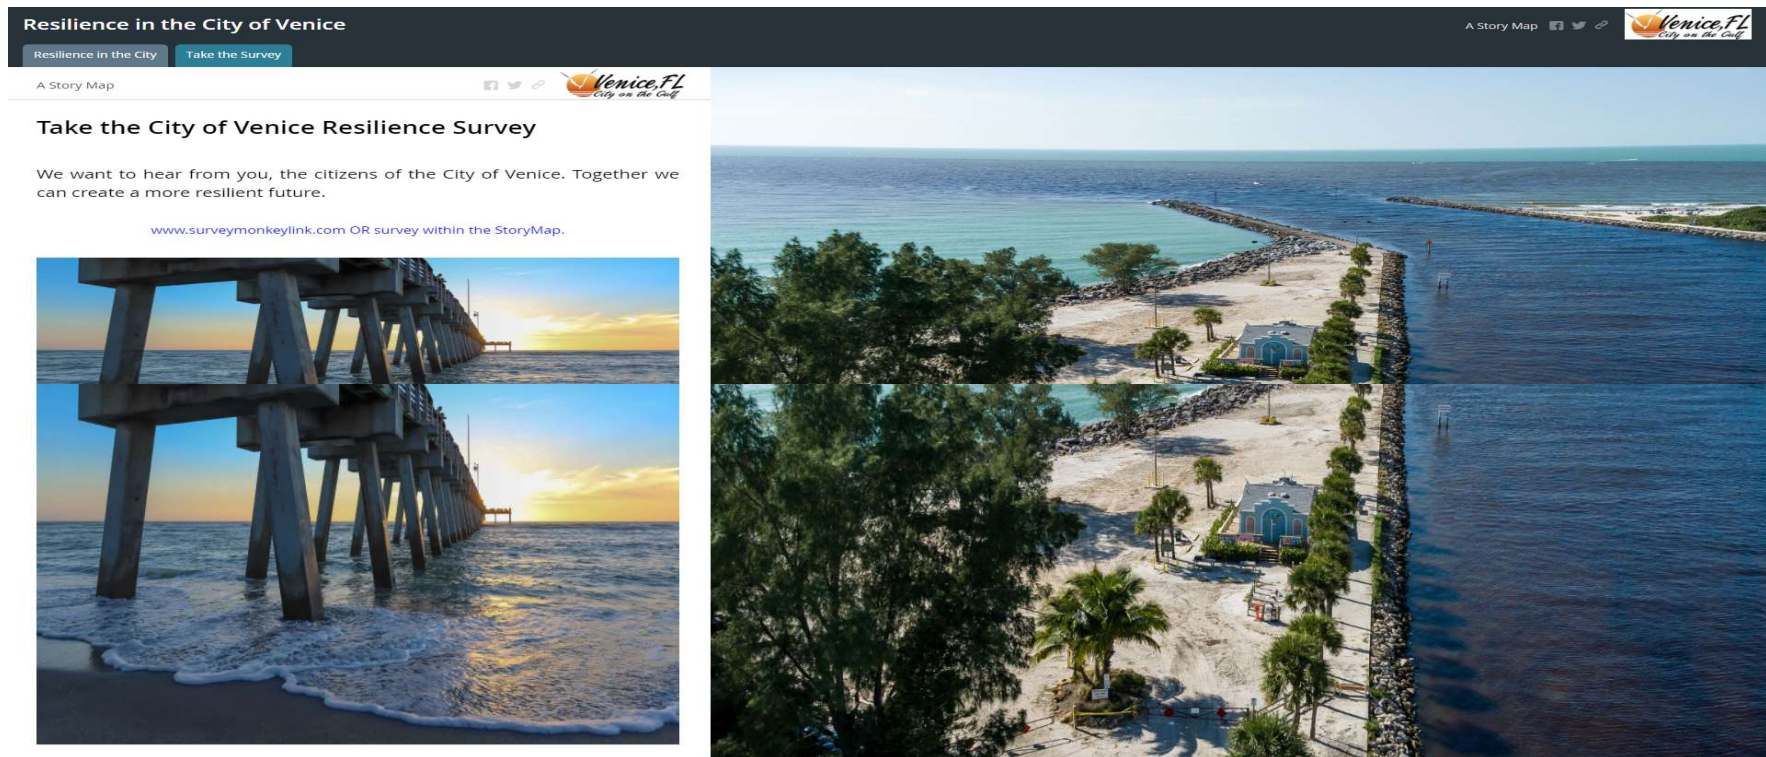 Resilience in the City of Venice
A Story Map
Venice, FL
City on the Gulf
Resilience in the City
Take the Survey
A Story Map
Venice, FL
City on the Gulf
Take the City of Venice Resilience Survey
We want to hear from you, the citizens of the City of Venice. Together we
can create a more resilient future.
www.surveymonkeylink.com OR survey within the StoryMap.